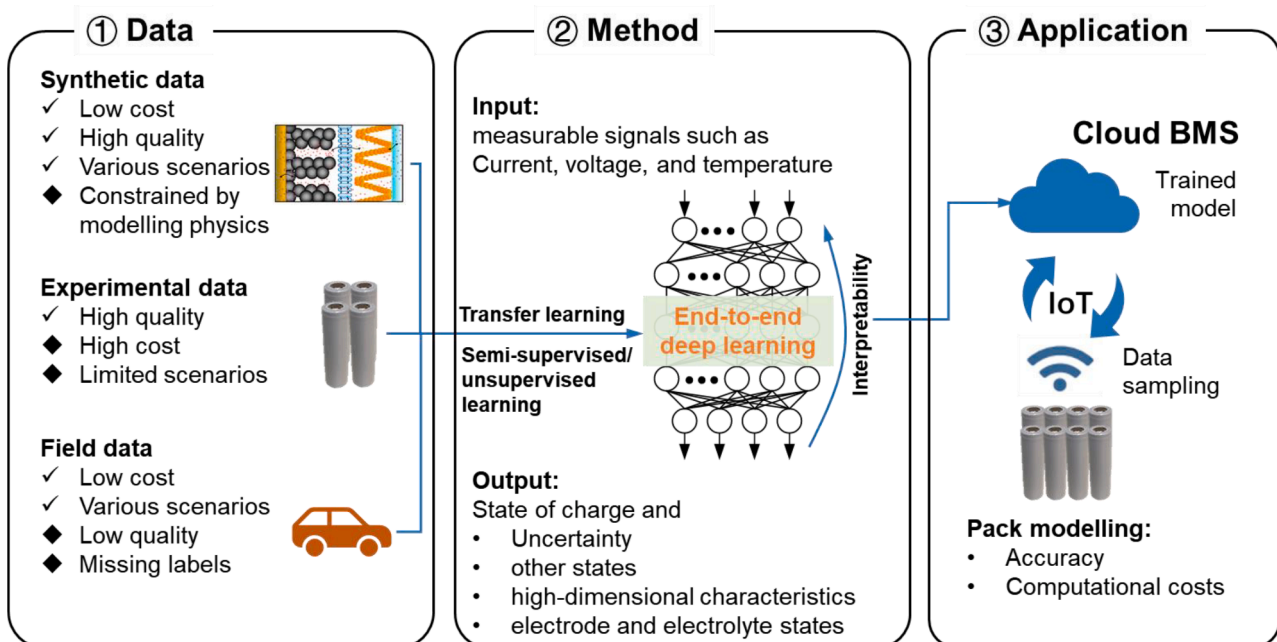 ① Data
Synthetic data
✓ Low cost
✓ High quality
✓ Various scenarios
◆ Constrained by
modelling physics
Experimental data
✓ High quality
◆ High cost
◆ Limited scenarios
Field data
✓ Low cost
✓ Various scenarios
◆ Low quality
◆ Missing labels
② Method
Input:
measurable signals such as
Current, voltage, and temperature
Transfer learning
Semi-supervised/
unsupervised
learning
End-to-end
deep learning
Interpretability
Output:
State of charge and
• Uncertainty
• other states
• high-dimensional characteristics
• electrode and electrolyte states
③ Application
Cloud BMS
Trained
model
IoT
Data
sampling
Pack modelling:
• Accuracy
• Computational costs